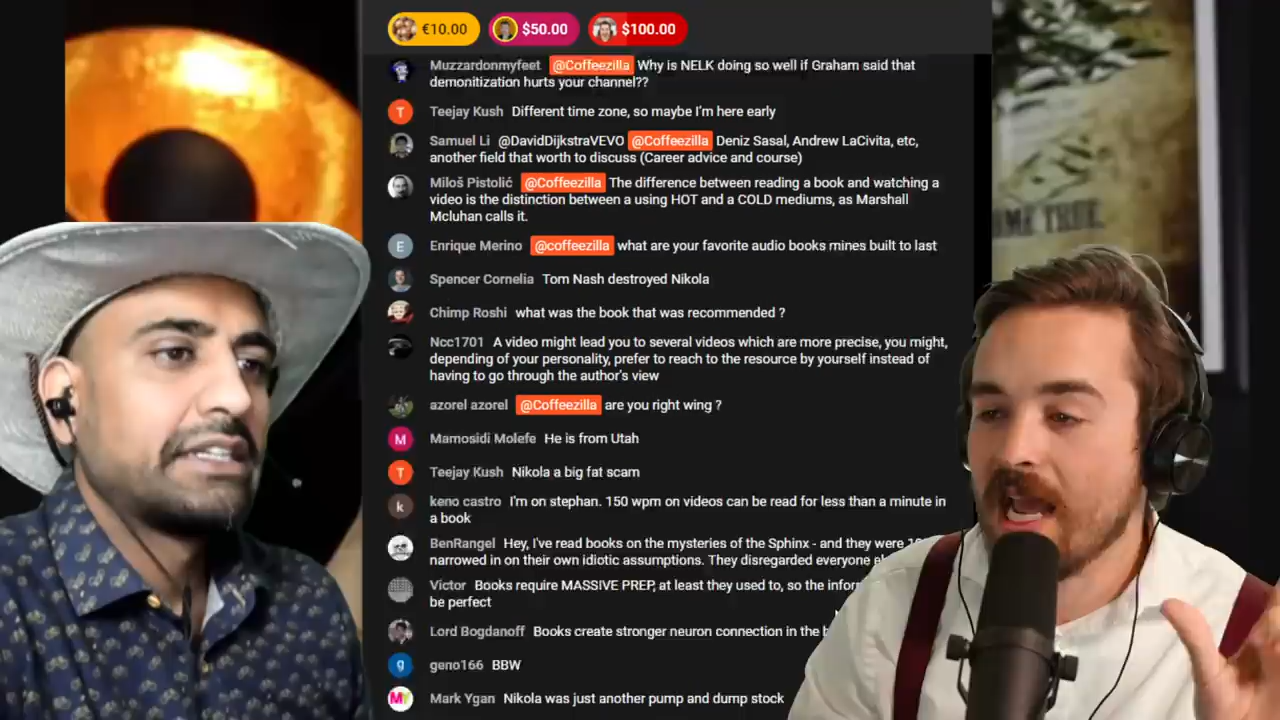 €10.00 $50.00 $100.00
Muzzardonmyfeet @Coffeezilla Why is NELK doing so well if Graham said that
demonitization hurts your channel??
Teejay Kush Different time zone, so maybe I'm here early
Samuel Li @DavidDijkstraVEVO @Coffeezilla Deniz Sasal, Andrew LaCivita, etc,
another field that worth to discuss (Career advice and course)
Miloš Pistolić @Coffeezilla The difference between reading a book and watching a
video is the distinction between a using HOT and a COLD mediums, as Marshall
Mcluhan calls it.
Enrique Merino @coffeezilla what are your favorite audio books mines built to last
Spencer Cornelia Tom Nash destroyed Nikola
Chimp Roshi what was the book that was recommended ?
Ncc1701 A video might lead you to several videos which are more precise, you might,
depending of your personality, prefer to reach to the resource by yourself instead of
having to go through the author's view
azorel azorel @Coffeezilla are you right wing ?
Mamosidi Molefe He is from Utah
Teejay Kush Nikola a big fat scam
keno castro I'm on stephan. 150 wpm on videos can be read for less than a minute in
a book
BenRangel Hey, I've read books on the mysteries of the Sphinx - and they were
narrowed in on their own idiotic assumptions. They disregarded everyone
Victor Books require MASSIVE PREP, at least they used to, so the
be perfect
Lord Bogdanoff Books create stronger neuron connection in the
geno166 BBW
Mark Ygan Nikola was just another pump and dump stock
TRUE.